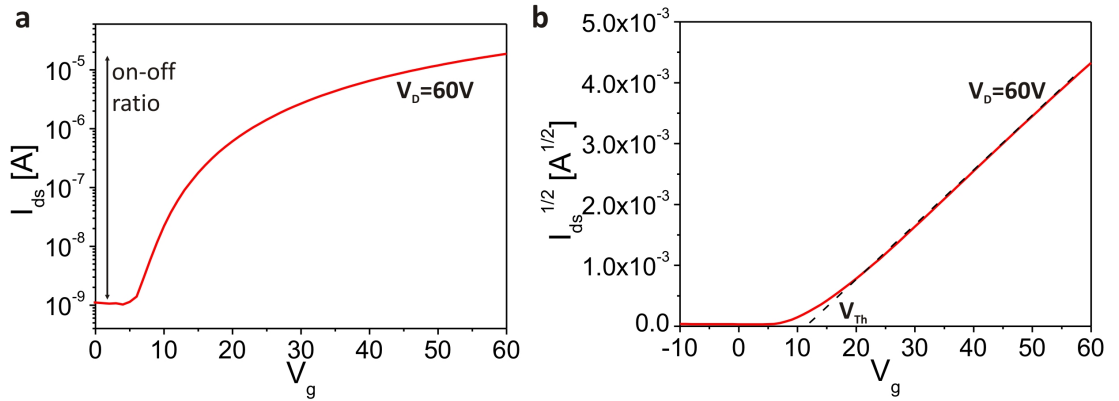 a
10⁻⁵
10⁻⁶
10⁻⁷
10⁻⁸
10⁻⁹
I_ds [A]
on-off
ratio
V_D=60V
0 10 20 30 40 50 60
V_g
b
5.0x10⁻³
4.0x10⁻³
3.0x10⁻³
2.0x10⁻³
1.0x10⁻³
0.0
I_ds^1/2 [A^1/2]
V_D=60V
V_Th
-10 0 10 20 30 40 50 60
V_g